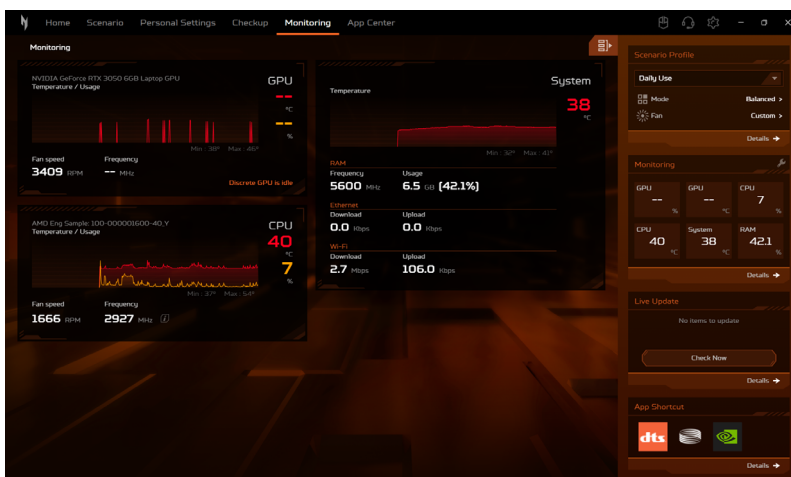 Home Scenario Personal Settings Checkup Monitoring App Center
Monitoring
NVIDIA GeForce RTX 3050 6GB Laptop GPU
Temperature / Usage
GPU
--
°C
--
%
Min : 38° Max : 46°
Fan speed Frequency
3409 RPM -- MHz
Discrete GPU is idle
AMD Eng Sample: 100-000001600-40_Y
Temperature / Usage
CPU
40
°C
7
%
Min : 37° Max : 54°
Fan speed Frequency
1666 RPM 2927 MHz i
System
Temperature
38
°C
Min : 32° Max : 41°
RAM
Frequency Usage
5600 MHz 6.5 GB (42.1%)
Ethernet
Download Upload
0.0 Kbps 0.0 Kbps
Wi-Fi
Download Upload
2.7 Mbps 106.0 Kbps
Scenario Profile
Daily Use
Mode Balanced >
Fan Custom >
Details →
Monitoring
GPU GPU CPU
-- -- 7
% °C %
CPU System RAM
40 38 42.1
°C °C %
Details →
Live Update
No items to update
Check Now
Details →
App Shortcut
dts
Details →